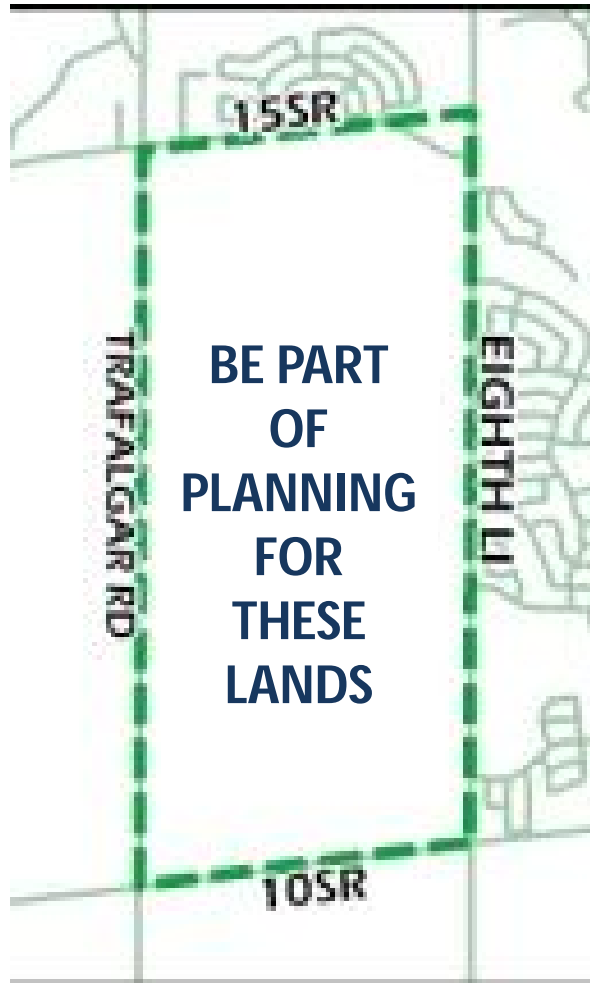 15SR
TRAFALGAR RD
BE PART
OF
PLANNING
FOR
THESE
LANDS
EIGHTH LI
10SR